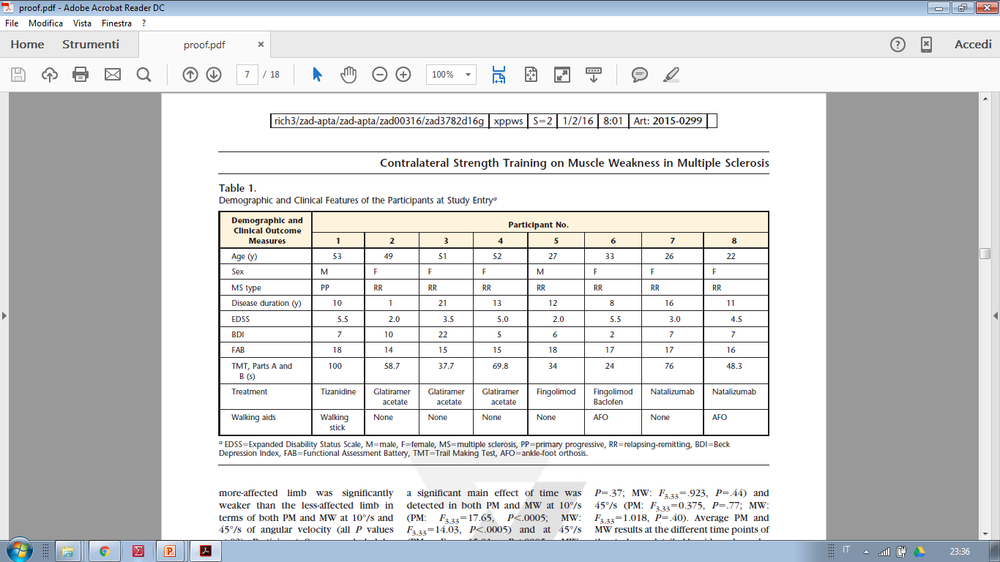 proof.pdf - Adobe Acrobat Reader DC
File Modifica Vista Finestra ?
Home Strumenti proof.pdf × ? Accedi
7 / 18 100%
rich3/zad-apta/zad-apta/zad00316/zad3782d16g xppws S=2 1/2/16 8:01 Art: 2015-0299
Contralateral Strength Training on Muscle Weakness in Multiple Sclerosis
Table 1.
Demographic and Clinical Features of the Participants at Study Entryᵃ
Demographic and Clinical Outcome Measures Participant No.
1 2 3 4 5 6 7 8
Age (y) 53 49 51 52 27 33 26 22
Sex M F F F M F F F
MS type PP RR RR RR RR RR RR RR
Disease duration (y) 10 1 21 13 12 8 16 11
EDSS 5.5 2.0 3.5 5.0 2.0 5.5 3.0 4.5
BDI 7 10 22 5 6 2 7 7
FAB 18 14 15 15 18 17 17 16
TMT, Parts A and B (s) 100 58.7 37.7 69.8 34 24 76 48.3
Treatment Tizanidine Glatiramer acetate Glatiramer acetate Glatiramer acetate Fingolimod Fingolimod Baclofen Natalizumab Natalizumab
Walking aids Walking stick None None None None AFO None AFO
ᵃ EDSS=Expanded Disability Status Scale, M=male, F=female, MS=multiple sclerosis, PP=primary progressive, RR=relapsing-remitting, BDI=Beck
Depression Index, FAB=Functional Assessment Battery, TMT=Trail Making Test, AFO=ankle-foot orthosis.
more-affected limb was significantly
weaker than the less-affected limb in
terms of both PM and MW at 10°/s and
45°/s of angular velocity (all P values
a significant main effect of time was
detected in both PM and MW at 10°/s
(PM: F3,33=17.65, P<.0005; MW:
F3,33=14.03, P<.0005) and at 45°/s
P=.37; MW: F3,33=.923, P=.44) and
45°/s (PM: F3,33=0.375, P=.77; MW:
F3,33=1.018, P=.40). Average PM and
MW results at the different time points of
IT 23:36